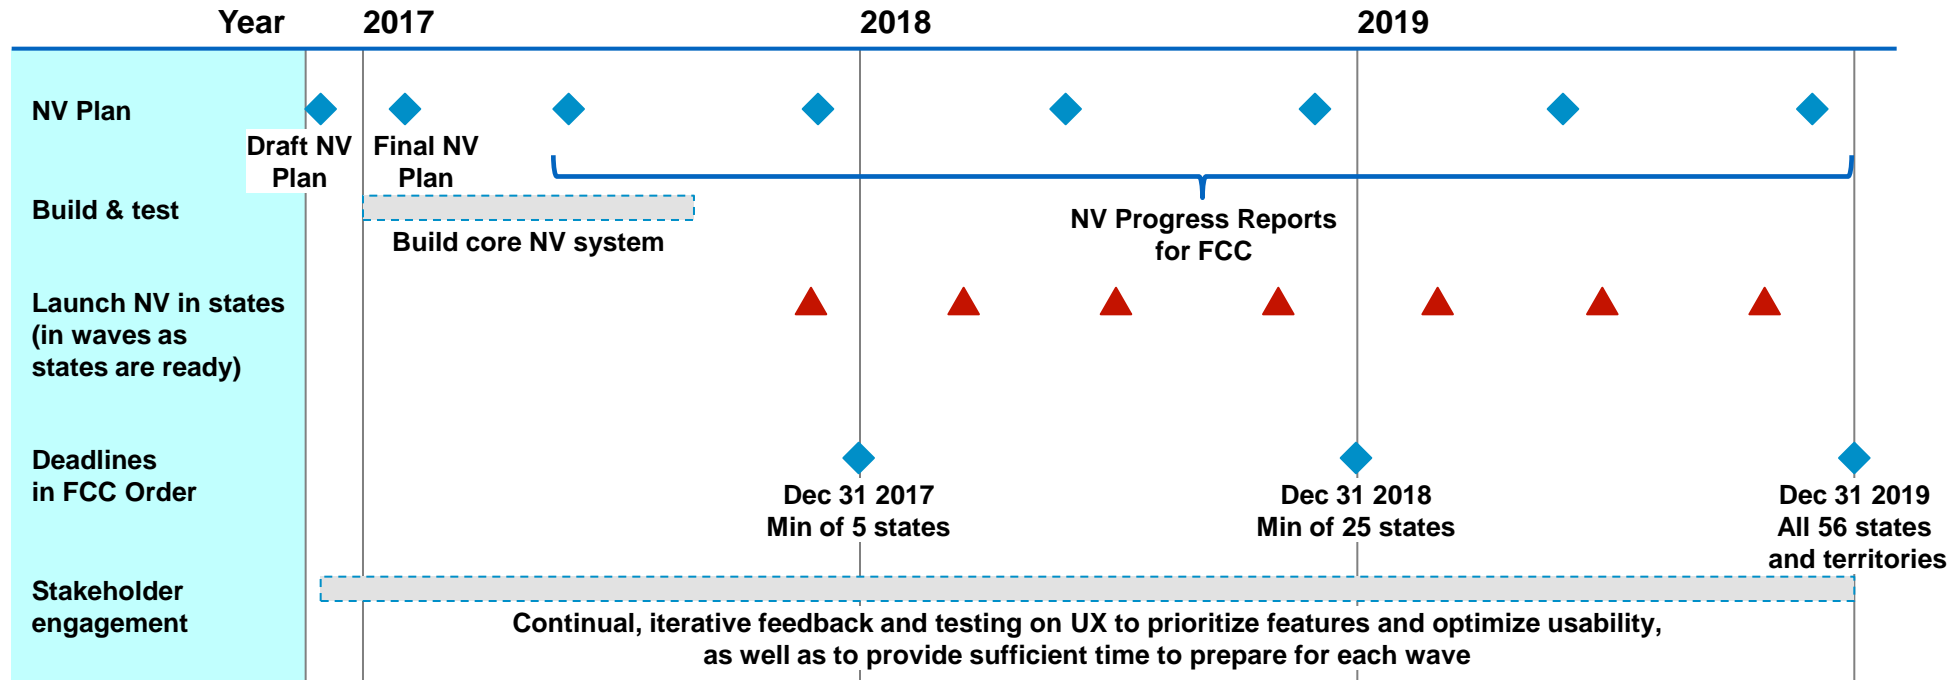 Year 2017 2018 2019
NV Plan
Draft NV
Plan
Final NV
Plan
Build & test
Build core NV system
NV Progress Reports
for FCC
Launch NV in states
(in waves as
states are ready)
Deadlines
in FCC Order
Dec 31 2017
Min of 5 states
Dec 31 2018
Min of 25 states
Dec 31 2019
All 56 states
and territories
Stakeholder
engagement
Continual, iterative feedback and testing on UX to prioritize features and optimize usability,
as well as to provide sufficient time to prepare for each wave